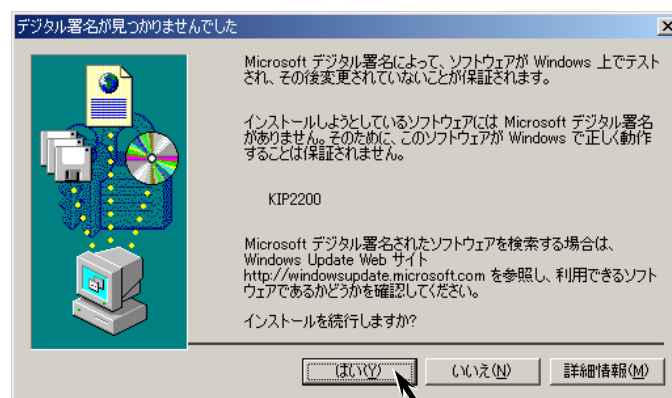 デジタル署名が見つかりませんでした
Microsoft デジタル署名によって、ソフトウェアが Windows 上でテスト
され、その後変更されていないことが保証されます。
インストールしようとしているソフトウェアには Microsoft デジタル署名
がありません。そのために、このソフトウェアが Windows で正しく動作
することは保証されません。
KIP2200
Microsoft デジタル署名されたソフトウェアを検索する場合は、
Windows Update Web サイト
http://windowsupdate.microsoft.com を参照し、利用できるソフト
ウェアであるかどうかを確認してください。
インストールを続行しますか?
はい(Y) いいえ(N) 詳細情報(M)